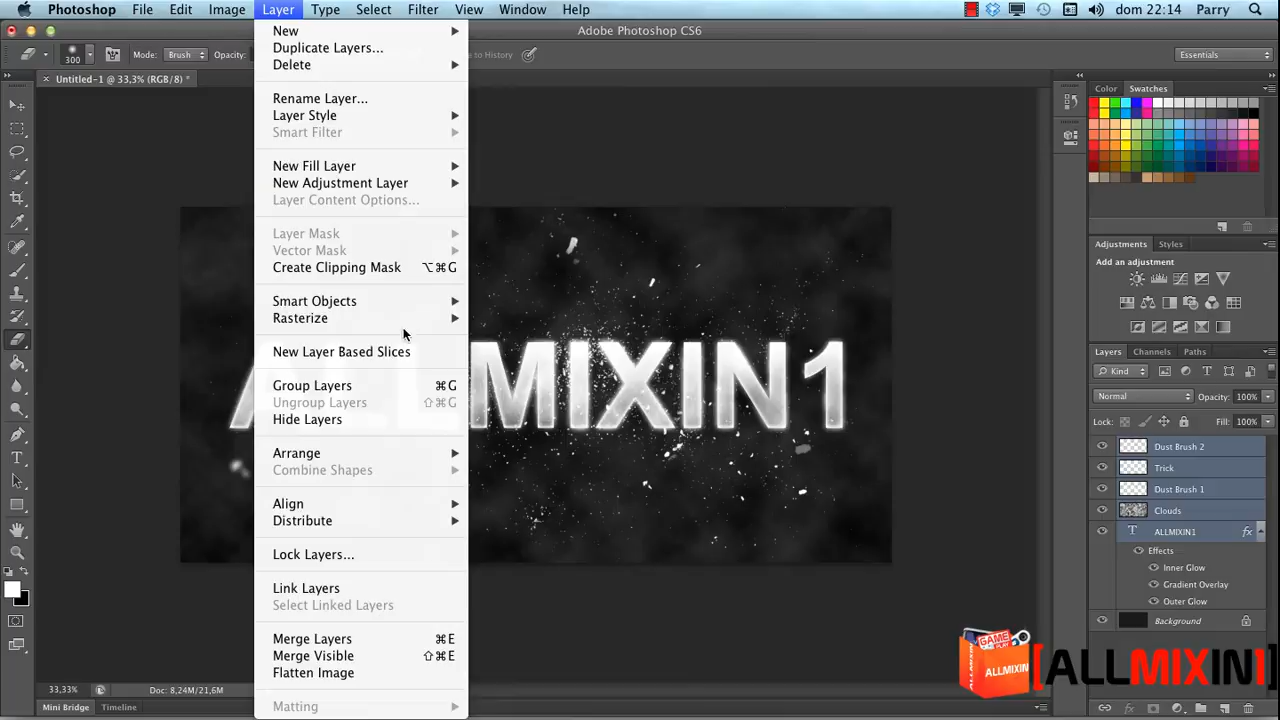 Photoshop File Edit Image Layer Type Select Filter View Window Help dom 22:14 Parry
Adobe Photoshop CS6
300 Mode: Brush Opacity: to History Essentials
× Untitled-1 @ 33,3% (RGB/8) *
New
Duplicate Layers...
Delete
Rename Layer...
Layer Style
Smart Filter
New Fill Layer
New Adjustment Layer
Layer Content Options...
Layer Mask
Vector Mask
Create Clipping Mask ⌥⌘G
Smart Objects
Rasterize
New Layer Based Slices
Group Layers ⌘G
Ungroup Layers ⇧⌘G
Hide Layers
Arrange
Combine Shapes
Align
Distribute
Lock Layers...
Link Layers
Select Linked Layers
Merge Layers ⌘E
Merge Visible ⇧⌘E
Flatten Image
Matting
ALLMIXIN1
Color Swatches
Adjustments Styles
Add an adjustment
Layers Channels Paths
Kind
Normal Opacity: 100%
Lock: Fill: 100%
Dust Brush 2
Trick
Dust Brush 1
Clouds
T ALLMIXIN1 fx
Effects
Inner Glow
Gradient Overlay
Outer Glow
Background
33,33% Doc: 8,24M/21,6M
Mini Bridge Timeline
GAME
ALLMIXIN1
[ALLMIXIN1]